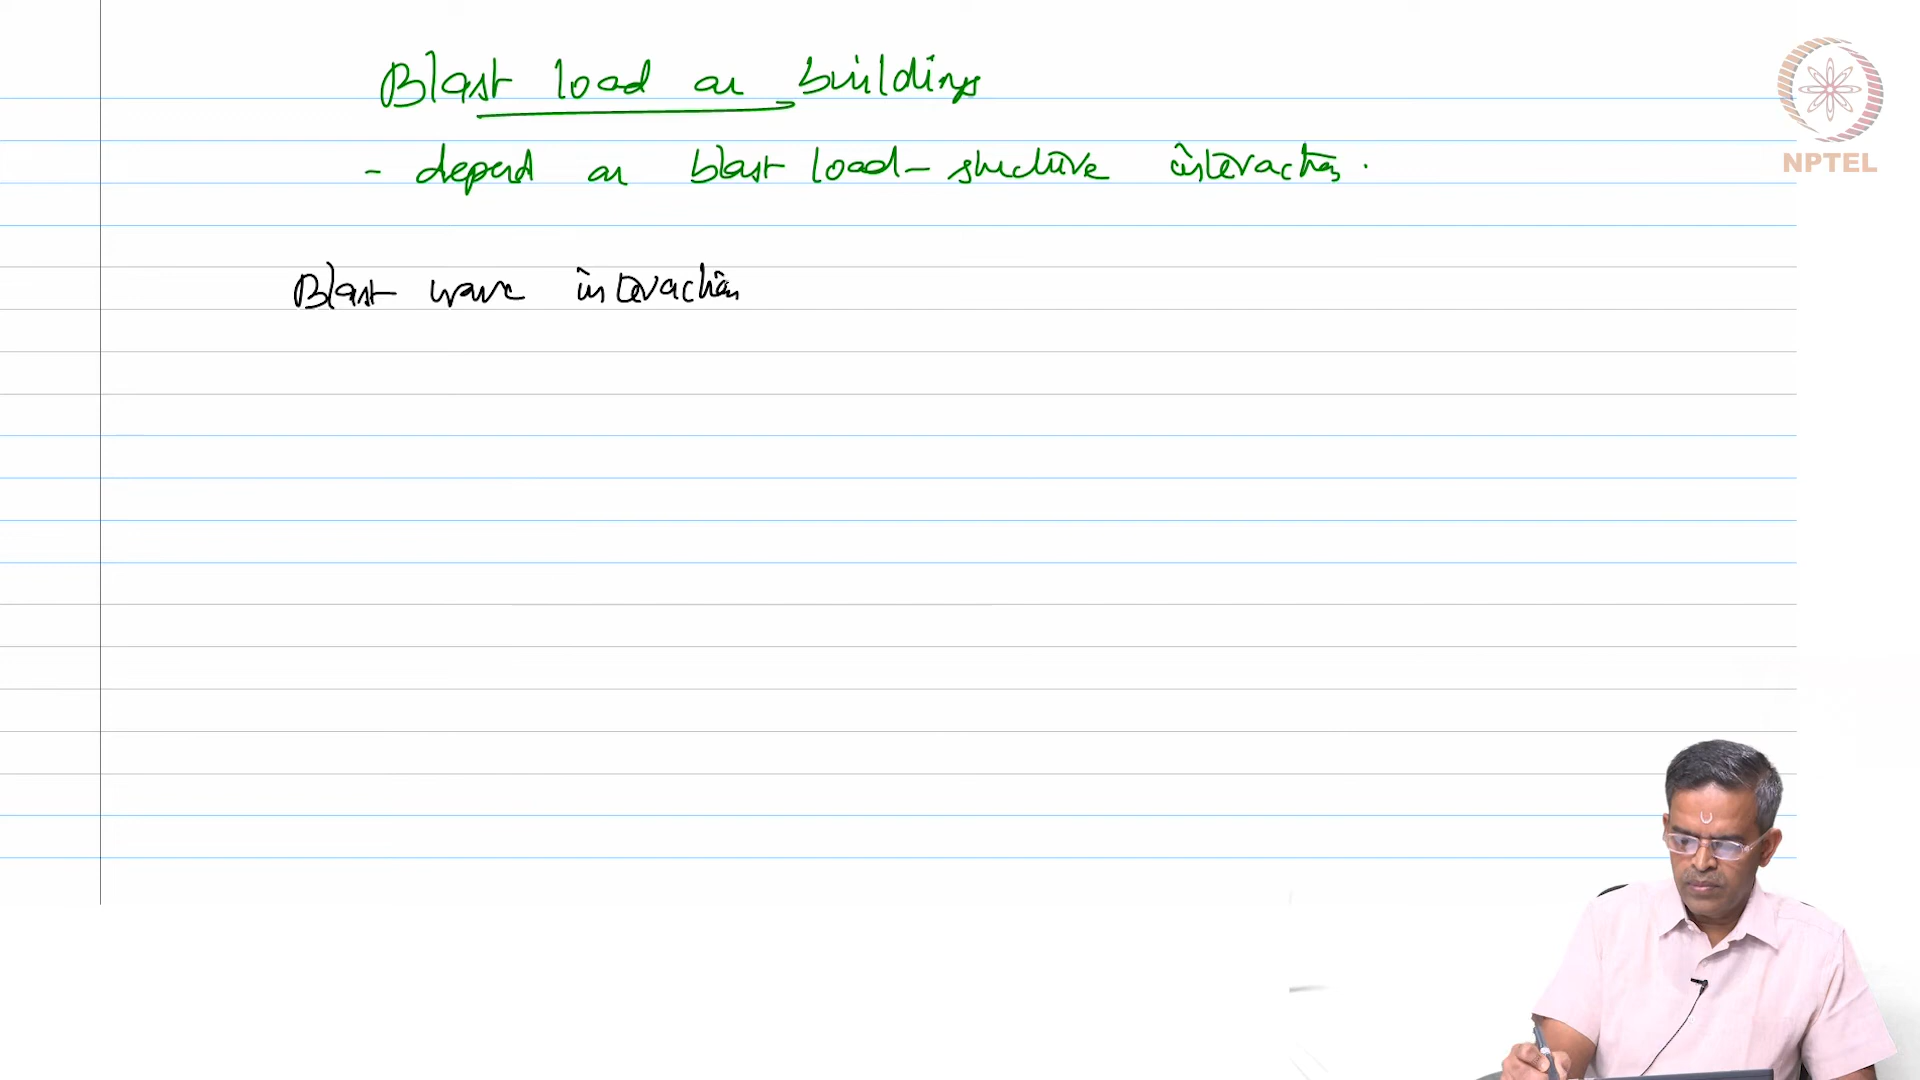 Blast load on buildings
NPTEL
- depend on blast load - structure interaction.
Blast wave interaction